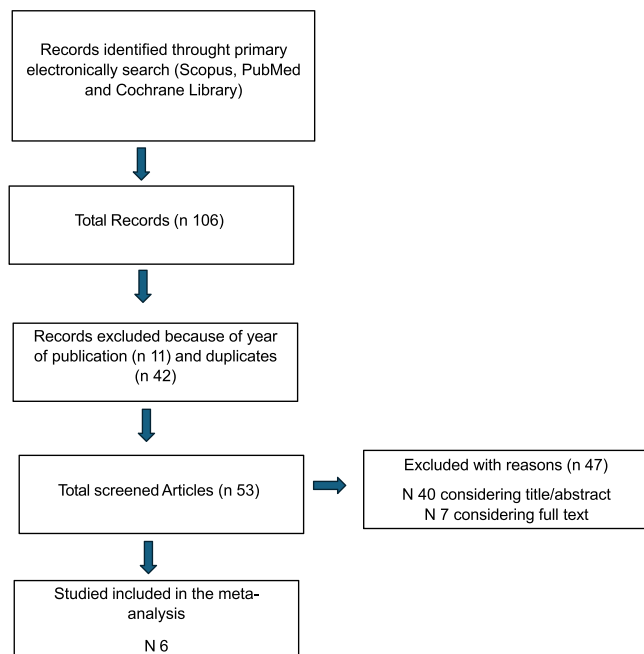 Records identified throught primary
electronically search (Scopus, PubMed
and Cochrane Library)
Total Records (n 106)
Records excluded because of year
of publication (n 11) and duplicates
(n 42)
Total screened Articles (n 53)
Excluded with reasons (n 47)
N 40 considering title/abstract
N 7 considering full text
Studied included in the meta-
analysis
N 6